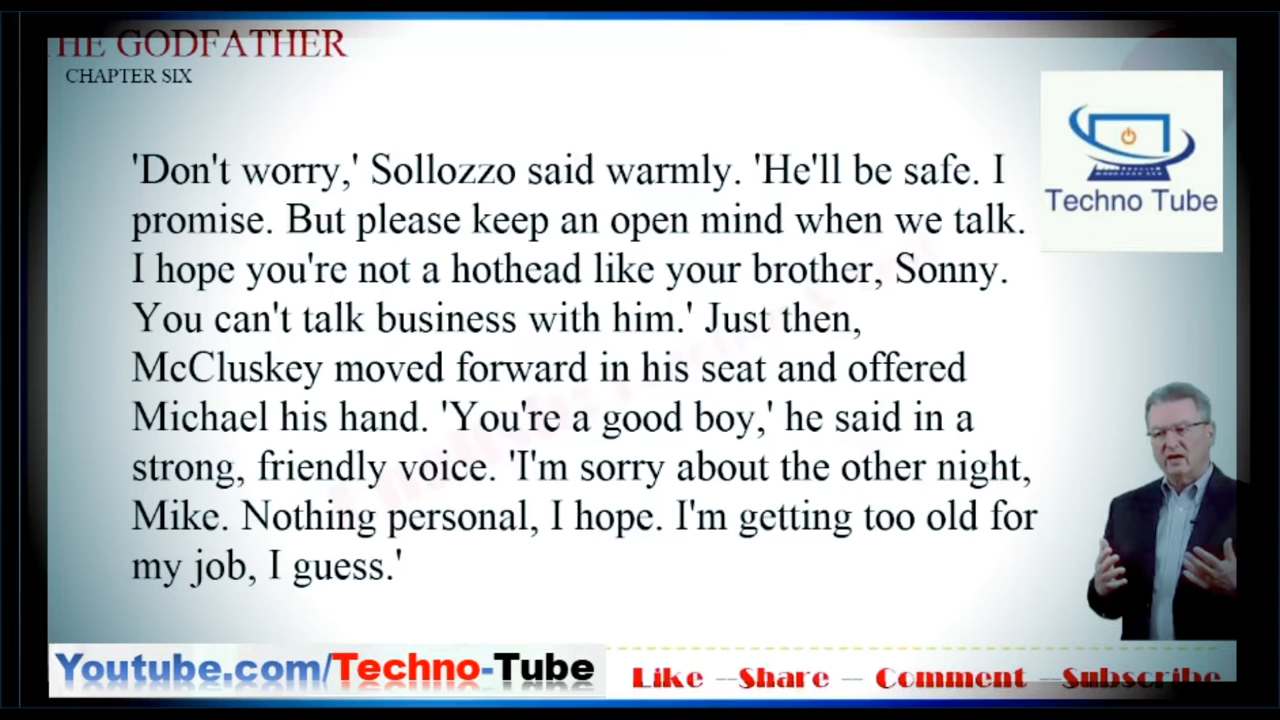 THE GODFATHER
CHAPTER SIX
Techno Tube
'Don't worry,' Sollozzo said warmly. 'He'll be safe. I
promise. But please keep an open mind when we talk.
I hope you're not a hothead like your brother, Sonny.
You can't talk business with him.' Just then,
McCluskey moved forward in his seat and offered
Michael his hand. 'You're a good boy,' he said in a
strong, friendly voice. 'I'm sorry about the other night,
Mike. Nothing personal, I hope. I'm getting too old for
my job, I guess.'
Youtube.com/Techno-Tube
Like – Share – Comment – Subscribe